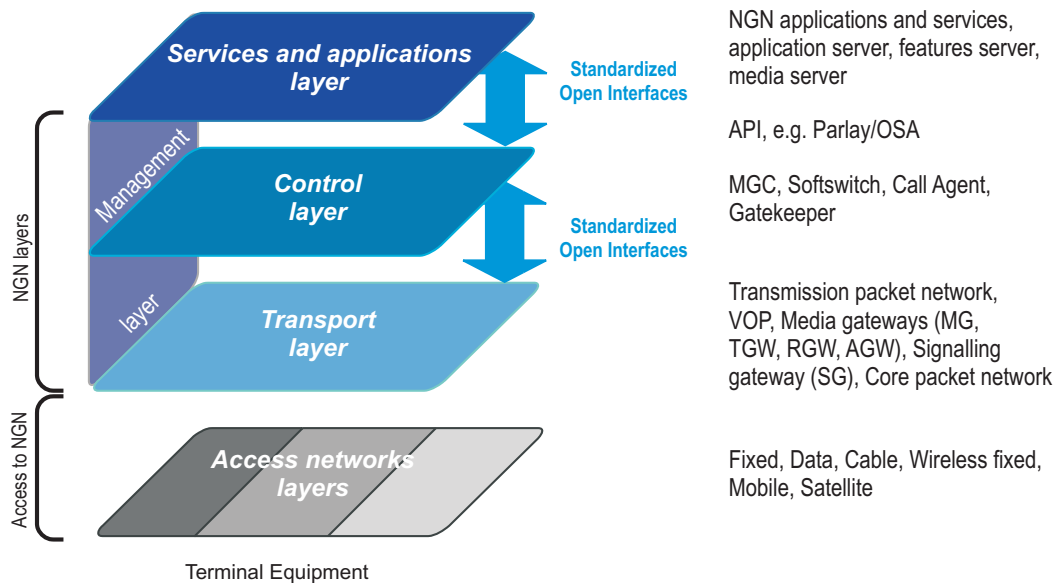 Services and applications
layer
Standardized
Open Interfaces
NGN applications and services,
application server, features server,
media server
API, e.g. Parlay/OSA
Management
layer
NGN layers
Control
layer
MGC, Softswitch, Call Agent,
Gatekeeper
Standardized
Open Interfaces
Transport
layer
Transmission packet network,
VOP, Media gateways (MG,
TGW, RGW, AGW), Signalling
gateway (SG), Core packet network
Access to NGN
Access networks
layers
Fixed, Data, Cable, Wireless fixed,
Mobile, Satellite
Terminal Equipment